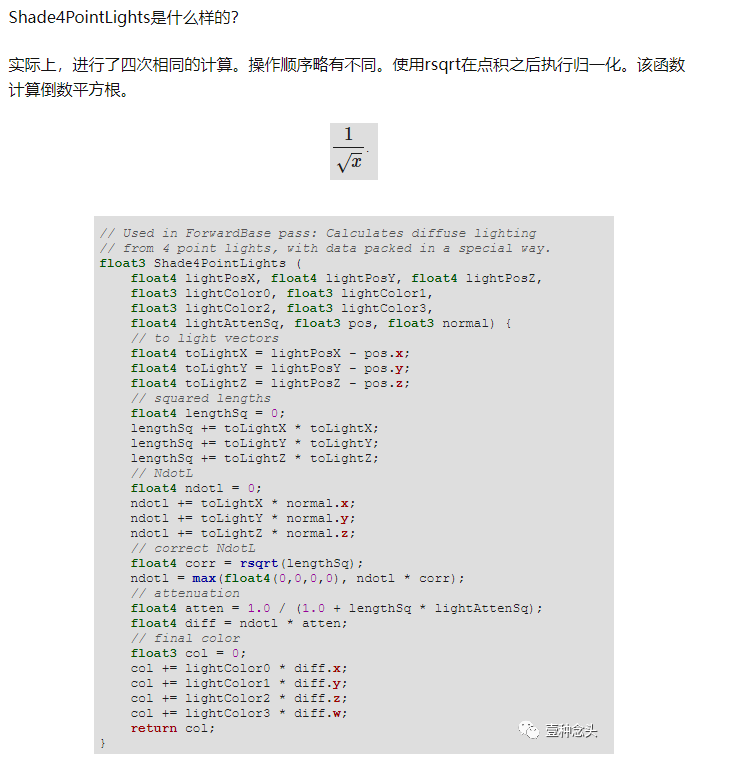 Shade4PointLights是什么样的?
实际上，进行了四次相同的计算。操作顺序略有不同。使用rsqrt在点积之后执行归一化。该函数
计算倒数平方根。
1
√x .
// Used in ForwardBase pass: Calculates diffuse lighting
// from 4 point lights, with data packed in a special way.
float3 Shade4PointLights (
    float4 lightPosX, float4 lightPosY, float4 lightPosZ,
    float3 lightColor0, float3 lightColor1,
    float3 lightColor2, float3 lightColor3,
    float4 lightAttenSq, float3 pos, float3 normal) {
    // to light vectors
    float4 toLightX = lightPosX - pos.x;
    float4 toLightY = lightPosY - pos.y;
    float4 toLightZ = lightPosZ - pos.z;
    // squared lengths
    float4 lengthSq = 0;
    lengthSq += toLightX * toLightX;
    lengthSq += toLightY * toLightY;
    lengthSq += toLightZ * toLightZ;
    // NdotL
    float4 ndotl = 0;
    ndotl += toLightX * normal.x;
    ndotl += toLightY * normal.y;
    ndotl += toLightZ * normal.z;
    // correct NdotL
    float4 corr = rsqrt(lengthSq);
    ndotl = max(float4(0,0,0,0), ndotl * corr);
    // attenuation
    float4 atten = 1.0 / (1.0 + lengthSq * lightAttenSq);
    float4 diff = ndotl * atten;
    // final color
    float3 col = 0;
    col += lightColor0 * diff.x;
    col += lightColor1 * diff.y;
    col += lightColor2 * diff.z;
    col += lightColor3 * diff.w;
    return col;
}
壹种念头